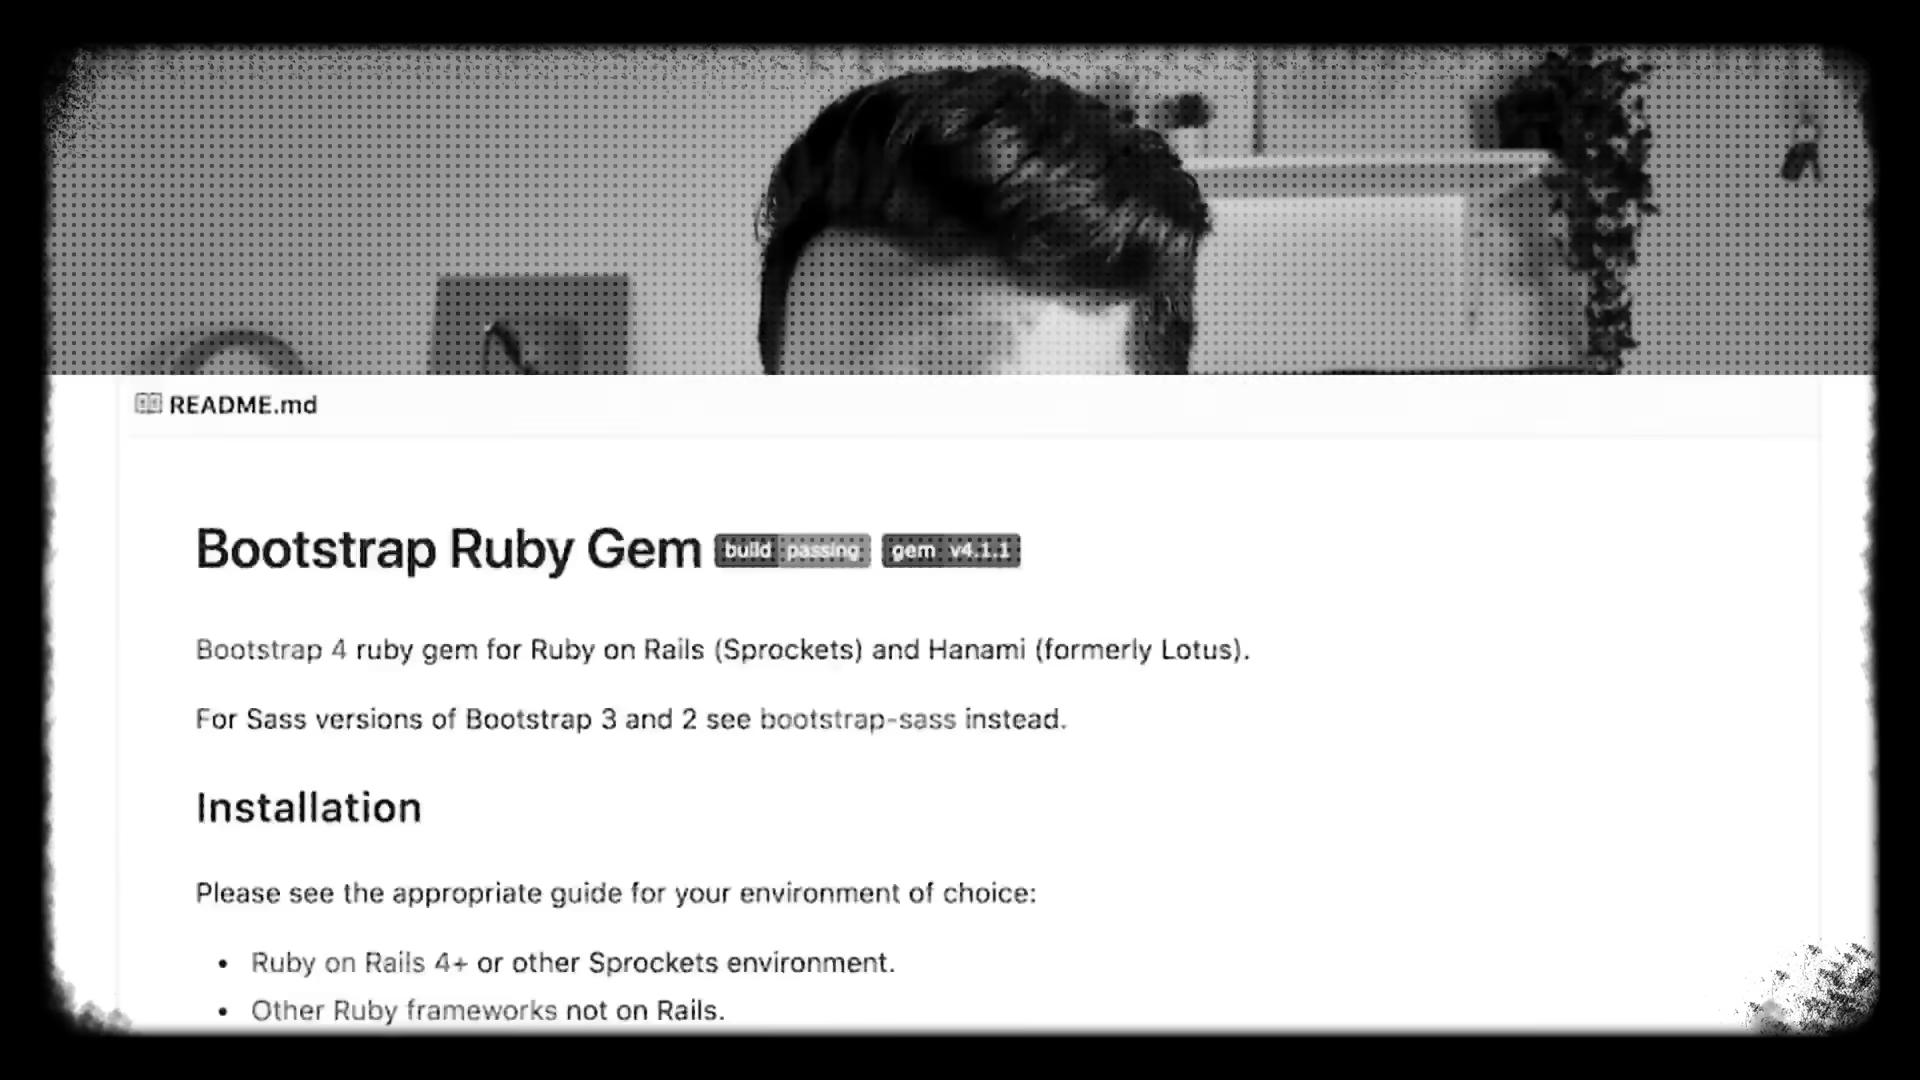 README.md
Bootstrap Ruby Gem build passing gem v4.1.1
Bootstrap 4 ruby gem for Ruby on Rails (Sprockets) and Hanami (formerly Lotus).
For Sass versions of Bootstrap 3 and 2 see bootstrap-sass instead.
Installation
Please see the appropriate guide for your environment of choice:
• Ruby on Rails 4+ or other Sprockets environment.
• Other Ruby frameworks not on Rails.